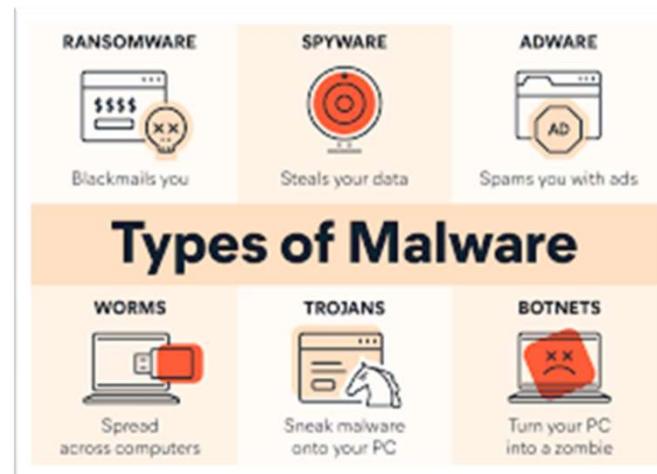 RANSOMWARE SPYWARE ADWARE
$$$$
AD
Blackmails you Steals your data Spams you with ads
Types of Malware
WORMS TROJANS BOTNETS
Spread Sneak malware Turn your PC
across computers onto your PC into a zombie